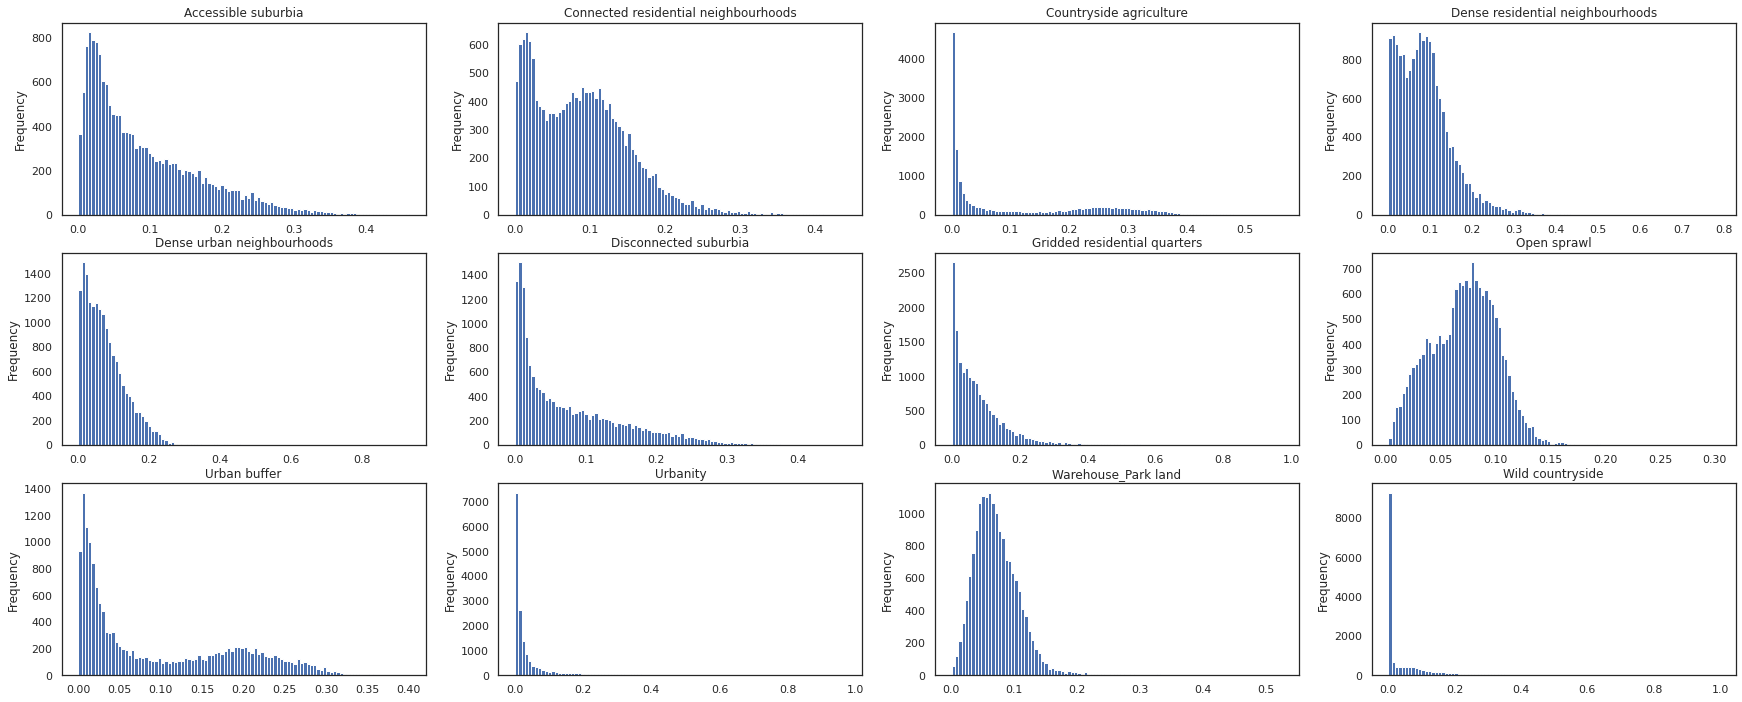 Accessible suburbia
Connected residential neighbourhoods
Countryside agriculture
Dense residential neighbourhoods
Frequency
800
600
400
200
0
0.0 0.1 0.2 0.3 0.4
Frequency
600
500
400
300
200
100
0
0.0 0.1 0.2 0.3 0.4
Frequency
4000
3000
2000
1000
0
0.0 0.1 0.2 0.3 0.4 0.5
Frequency
800
600
400
200
0
0.0 0.1 0.2 0.3 0.4 0.5 0.6 0.7 0.8
Dense urban neighbourhoods
Disconnected suburbia
Gridded residential quarters
Open sprawl
Frequency
1400
1200
1000
800
600
400
200
0
0.0 0.2 0.4 0.6 0.8
Frequency
1400
1200
1000
800
600
400
200
0
0.0 0.1 0.2 0.3 0.4
Frequency
2500
2000
1500
1000
500
0
0.0 0.2 0.4 0.6 0.8 1.0
Frequency
700
600
500
400
300
200
100
0
0.00 0.05 0.10 0.15 0.20 0.25 0.30
Urban buffer
Urbanity
Warehouse_Park land
Wild countryside
Frequency
1400
1200
1000
800
600
400
200
0
0.00 0.05 0.10 0.15 0.20 0.25 0.30 0.35 0.40
Frequency
7000
6000
5000
4000
3000
2000
1000
0
0.0 0.2 0.4 0.6 0.8 1.0
Frequency
1000
800
600
400
200
0
0.0 0.1 0.2 0.3 0.4 0.5
Frequency
8000
6000
4000
2000
0
0.0 0.2 0.4 0.6 0.8 1.0